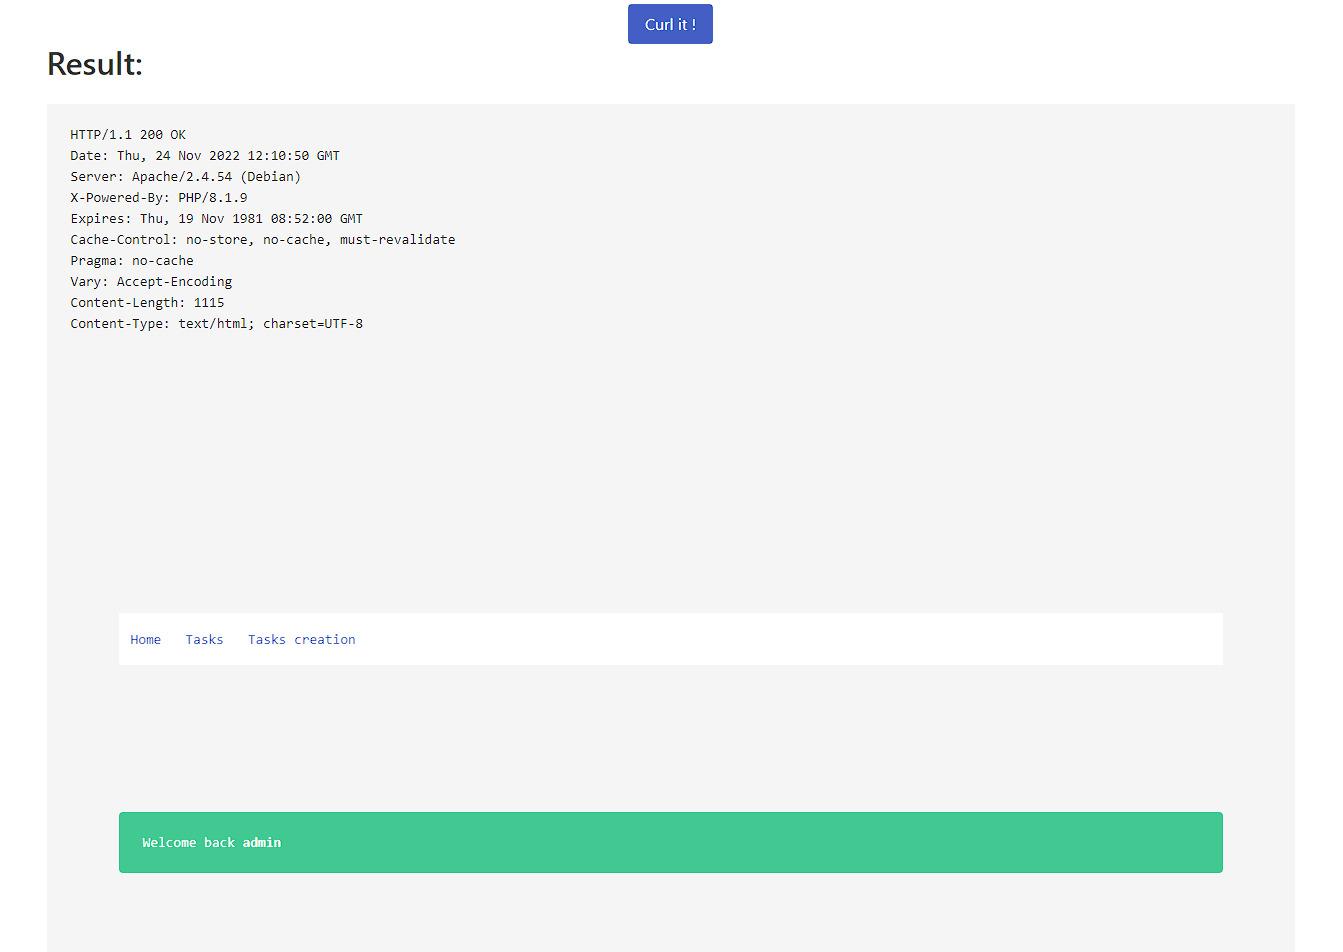 Curl it !
Result:
HTTP/1.1 200 OK
Date: Thu, 24 Nov 2022 12:10:50 GMT
Server: Apache/2.4.54 (Debian)
X-Powered-By: PHP/8.1.9
Expires: Thu, 19 Nov 1981 08:52:00 GMT
Cache-Control: no-store, no-cache, must-revalidate
Pragma: no-cache
Vary: Accept-Encoding
Content-Length: 1115
Content-Type: text/html; charset=UTF-8
Home Tasks Tasks creation
Welcome back admin